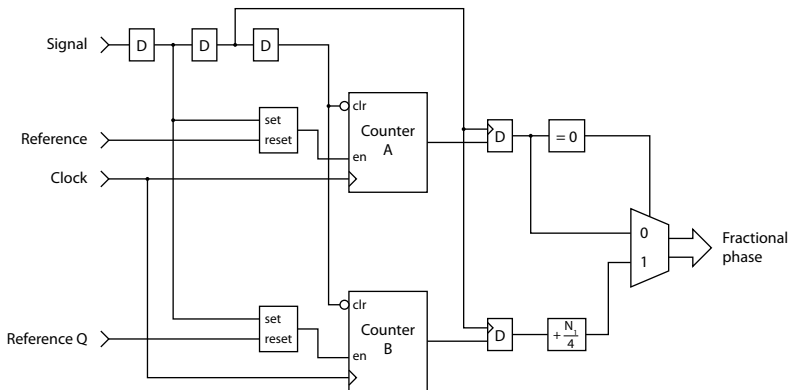 Signal
D
D
D
Reference
set
reset
clr
Counter
A
en
D
= 0
Clock
0
1
Fractional
phase
Reference Q
set
reset
clr
Counter
B
en
D
+ N₁/4